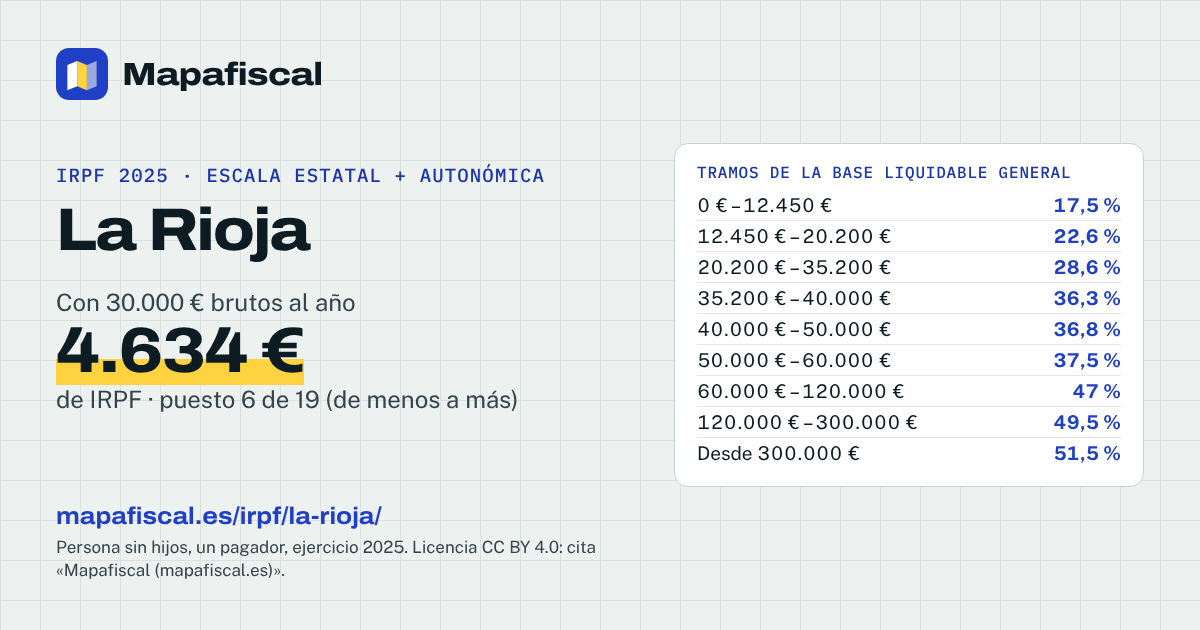 Mapafiscal
IRPF 2025 · ESCALA ESTATAL + AUTONÓMICA
La Rioja
Con 30.000 € brutos al año
4.634 €
de IRPF · puesto 6 de 19 (de menos a más)
mapafiscal.es/irpf/la-rioja/
Persona sin hijos, un pagador, ejercicio 2025. Licencia CC BY 4.0: cita
«Mapafiscal (mapafiscal.es)».
TRAMOS DE LA BASE LIQUIDABLE GENERAL
0 €–12.450 € 17,5 %
12.450 €–20.200 € 22,6 %
20.200 €–35.200 € 28,6 %
35.200 €–40.000 € 36,3 %
40.000 €–50.000 € 36,8 %
50.000 €–60.000 € 37,5 %
60.000 €–120.000 € 47 %
120.000 €–300.000 € 49,5 %
Desde 300.000 € 51,5 %